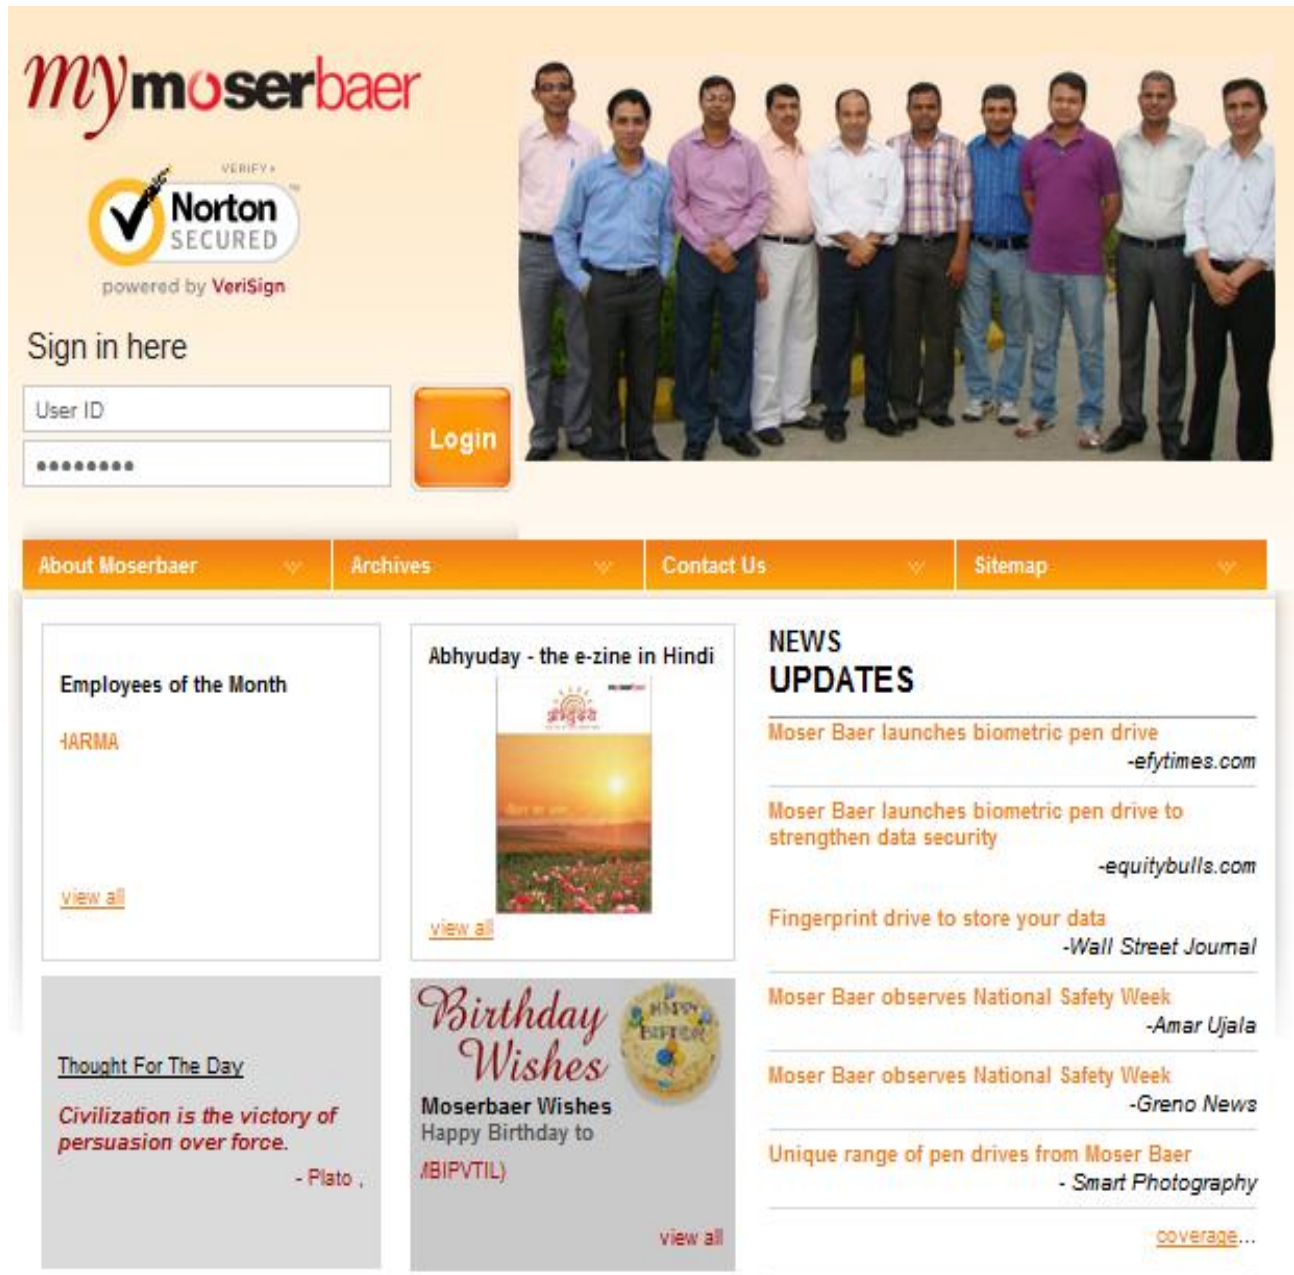 mymoserbaer
VERIFY▸
Norton
SECURED
powered by VeriSign
Sign in here
User ID
Login
About Moserbaer
Archives
Contact Us
Sitemap
Employees of the Month
HARMA
view all
Abhyuday - the e-zine in Hindi
moserbaer
अभ्युदय
view all
NEWS
UPDATES
Moser Baer launches biometric pen drive
-efytimes.com
Moser Baer launches biometric pen drive to
strengthen data security
-equitybulls.com
Fingerprint drive to store your data
-Wall Street Journal
Moser Baer observes National Safety Week
-Amar Ujala
Moser Baer observes National Safety Week
-Greno News
Unique range of pen drives from Moser Baer
- Smart Photography
coverage...
Thought For The Day
Civilization is the victory of
persuasion over force.
- Plato ,
Birthday
Wishes
HAPPY
Moserbaer Wishes
Happy Birthday to
MBIPVTIL)
view all